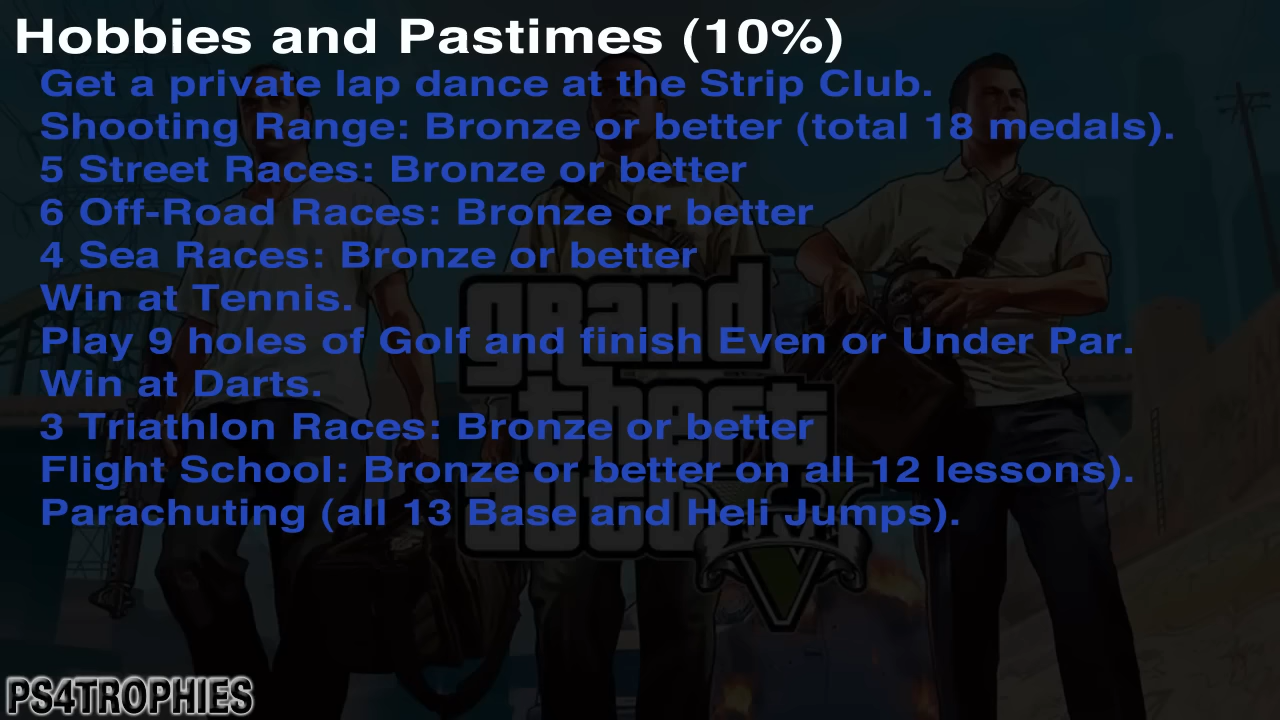 Hobbies and Pastimes (10%)
Get a private lap dance at the Strip Club.
Shooting Range: Bronze or better (total 18 medals).
5 Street Races: Bronze or better
6 Off-Road Races: Bronze or better
4 Sea Races: Bronze or better
Win at Tennis.
Play 9 holes of Golf and finish Even or Under Par.
Win at Darts.
3 Triathlon Races: Bronze or better
Flight School: Bronze or better on all 12 lessons).
Parachuting (all 13 Base and Heli Jumps).
grand
theft
auto
V
PS4TROPHIES